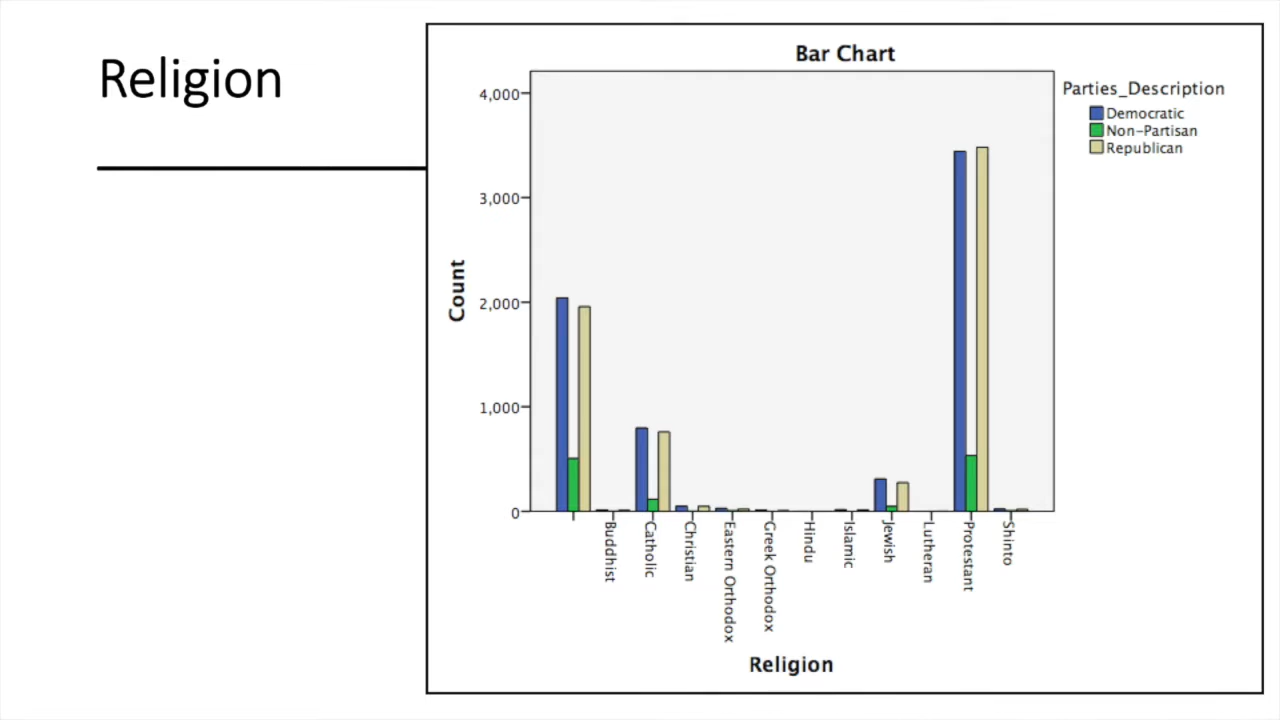 Religion
Bar Chart
Parties_Description
Democratic
Non-Partisan
Republican
4,000
3,000
2,000
1,000
0
Count
Buddhist
Catholic
Christian
Eastern Orthodox
Greek Orthodox
Hindu
Islamic
Jewish
Lutheran
Protestant
Shinto
Religion